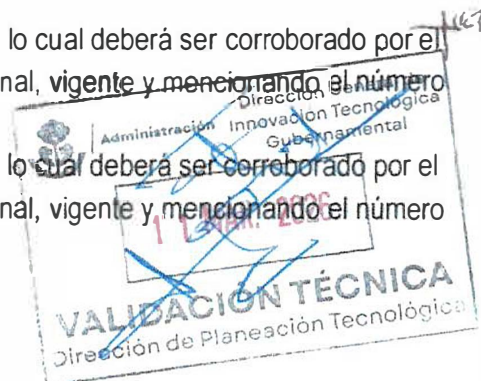 lo cual deberá ser corroborado por el
nal, vigente y mencionando el número
Dirección
Administración
Innovación Tecnológica
Gubernamental
lo cual deberá ser corroborado por el
nal, vigente y mencionando el número
MAR.
VALIDACIÓN TÉCNICA
Dirección de Planeación Tecnológica